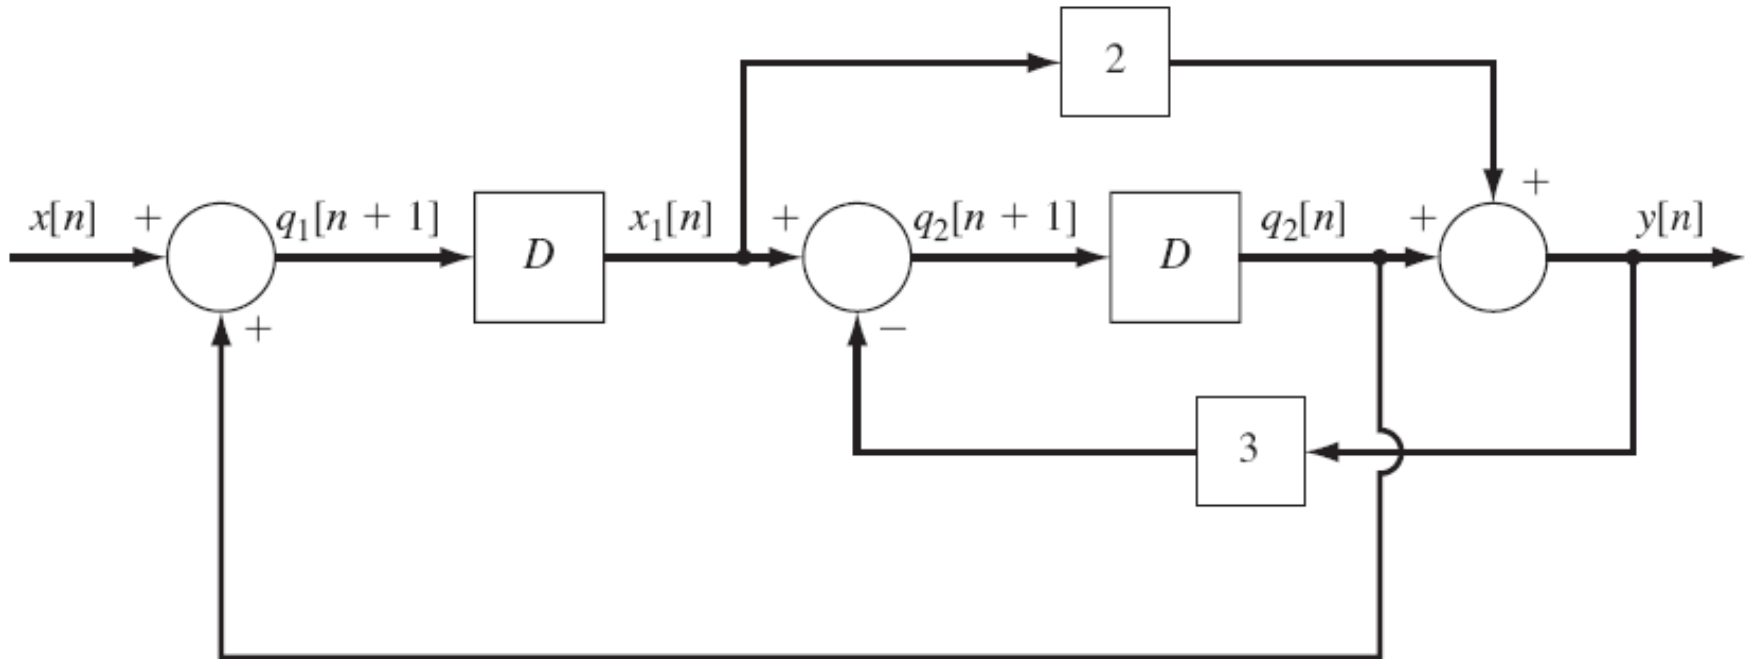 2
x[n] + q₁[n + 1] D x₁[n] + q₂[n + 1] D q₂[n] + + y[n]
+ −
3